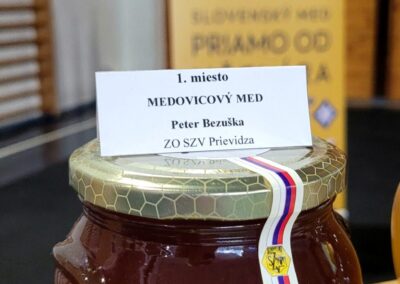 SLOVENSKÝ MED
PRIAMO OD
1. miesto
MEDOVICOVÝ MED
Peter Bezuška
ZO SZV Prievidza